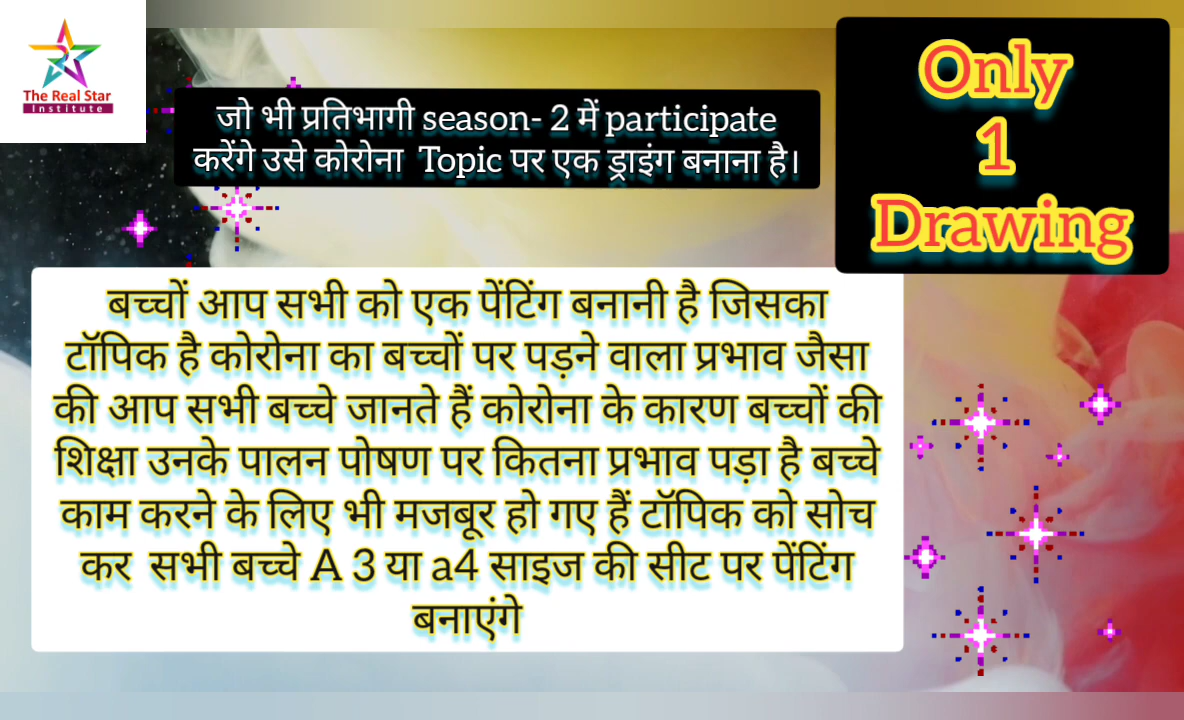 The Real Star
Institute
जो भी प्रतिभागी season- 2 में participate
करेंगे उसे कोरोना Topic पर एक ड्राइंग बनाना है।
Only
1
Drawing
बच्चों आप सभी को एक पेंटिंग बनानी है जिसका
टॉपिक है कोरोना का बच्चों पर पड़ने वाला प्रभाव जैसा
की आप सभी बच्चे जानते हैं कोरोना के कारण बच्चों की
शिक्षा उनके पालन पोषण पर कितना प्रभाव पड़ा है बच्चे
काम करने के लिए भी मजबूर हो गए हैं टॉपिक को सोच
कर सभी बच्चे A 3 या a4 साइज की सीट पर पेंटिंग
बनाएंगे